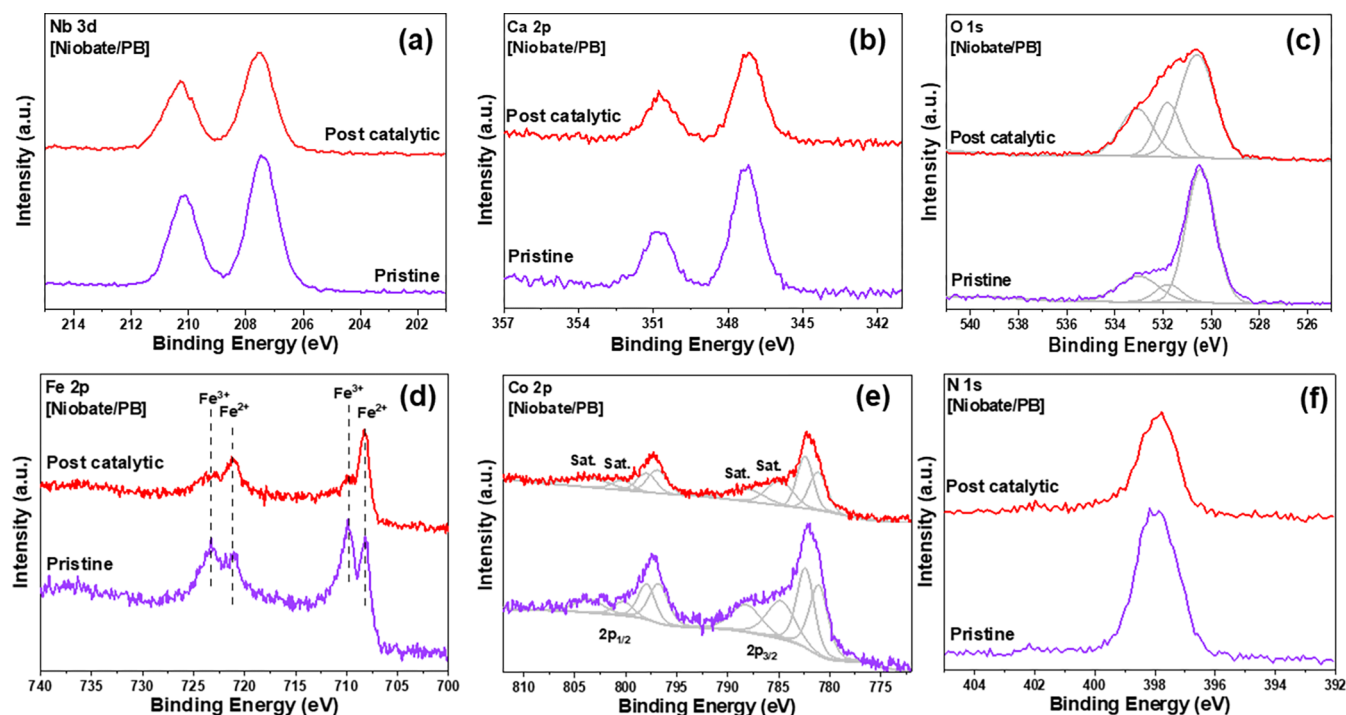 Nb 3d
[Niobate/PB]
(a)
Post catalytic
Pristine
Intensity (a.u.)
214 212 210 208 206 204 202
Binding Energy (eV)
Ca 2p
[Niobate/PB]
(b)
Post catalytic
Pristine
Intensity (a.u.)
357 354 351 348 345 342
Binding Energy (eV)
O 1s
[Niobate/PB]
(c)
Post catalytic
Pristine
Intensity (a.u.)
540 538 536 534 532 530 528 526
Binding Energy (eV)
Fe 2p
[Niobate/PB]
(d)
Fe³⁺
Fe²⁺
Fe³⁺
Fe²⁺
Post catalytic
Pristine
Intensity (a.u.)
740 735 730 725 720 715 710 705 700
Binding Energy (eV)
Co 2p
[Niobate/PB]
(e)
Sat.
Sat.
Sat.
Sat.
2p₁/₂
2p₃/₂
Intensity (a.u.)
810 805 800 795 790 785 780 775
Binding Energy (eV)
N 1s
[Niobate/PB]
(f)
Post catalytic
Pristine
Intensity (a.u.)
404 402 400 398 396 394 392
Binding Energy (eV)